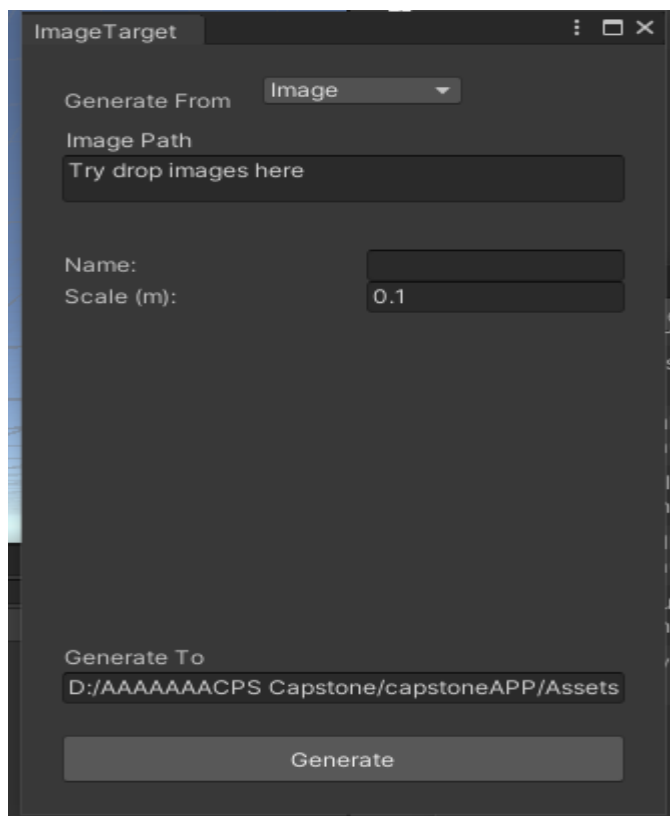 ImageTarget
Generate From Image
Image Path
Try drop images here
Name:
Scale (m): 0.1
Generate To
D:/AAAAAAACPS Capstone/capstoneAPP/Assets
Generate